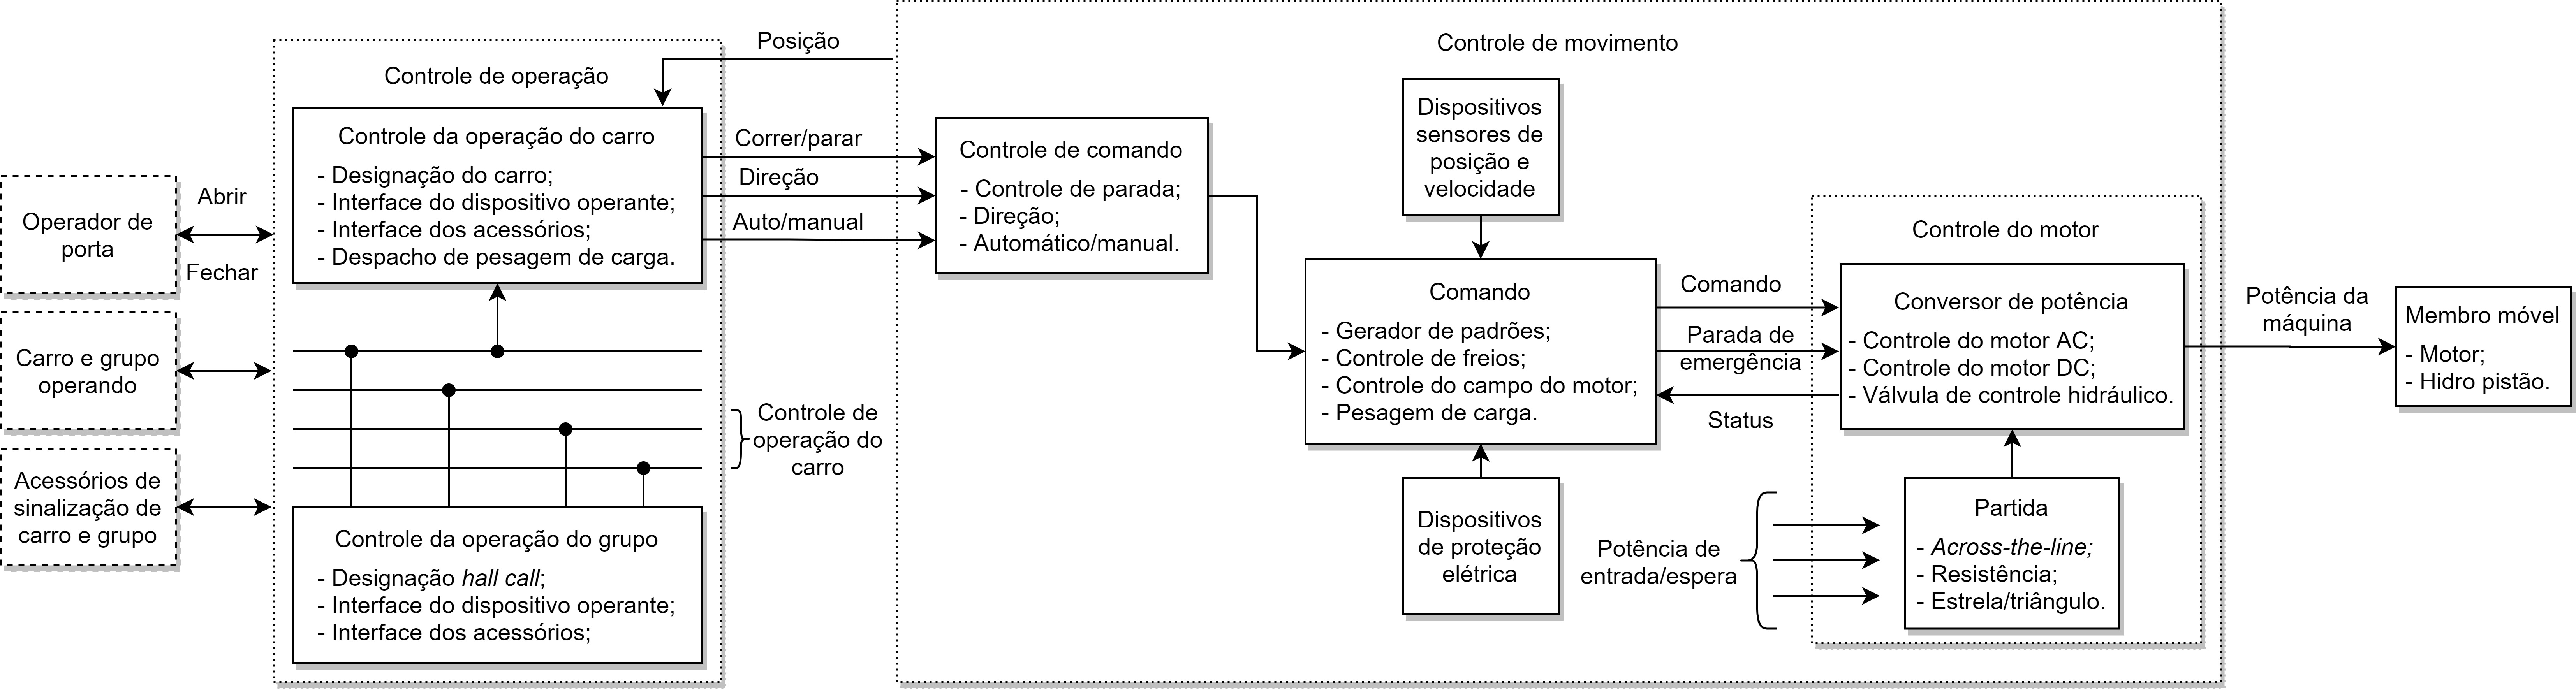 Operador de
porta
Carro e grupo
operando
Acessórios de
sinalização de
carro e grupo
Abrir
Fechar
Controle de operação
Controle da operação do carro
- Designação do carro;
- Interface do dispositivo operante;
- Interface dos acessórios;
- Despacho de pesagem de carga.
Controle de
operação do
carro
Controle da operação do grupo
- Designação hall call;
- Interface do dispositivo operante;
- Interface dos acessórios;
Posição
Correr/parar
Direção
Auto/manual
Controle de movimento
Controle de comando
- Controle de parada;
- Direção;
- Automático/manual.
Dispositivos
sensores de
posição e
velocidade
Comando
- Gerador de padrões;
- Controle de freios;
- Controle do campo do motor;
- Pesagem de carga.
Dispositivos
de proteção
elétrica
Comando
Parada de
emergência
Status
Controle do motor
Conversor de potência
- Controle do motor AC;
- Controle do motor DC;
- Válvula de controle hidráulico.
Potência de
entrada/espera
Partida
- Across-the-line;
- Resistência;
- Estrela/triângulo.
Potência da
máquina
Membro móvel
- Motor;
- Hidro pistão.